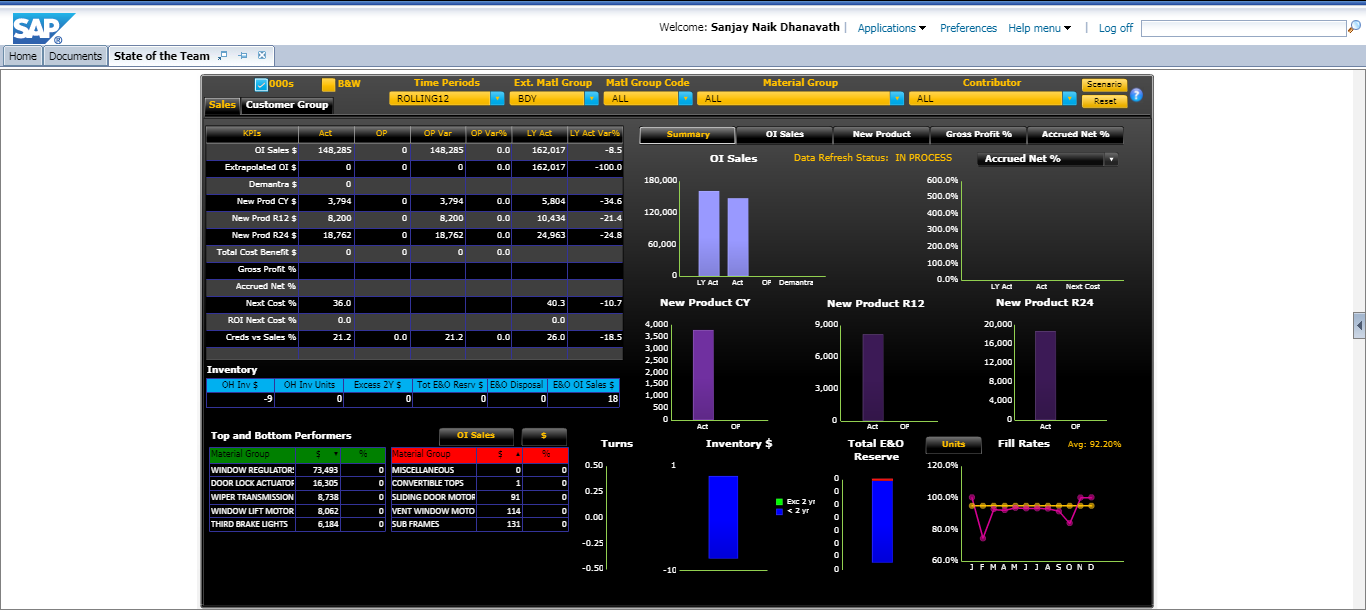 SAP ®
Welcome: Sanjay Naik Dhanavath | Applications Preferences Help menu | Log off
Home Documents State of the Team
000s B&W Time Periods Ext. Matl Group Matl Group Code Material Group Contributor Scenario
ROLLING12 BDY ALL ALL ALL Reset ?
Sales Customer Group
KPIs Act OP OP Var OP Var% LY Act LY Act Var%
OI Sales $ 148,285 0 148,285 0.0 162,017 -8.5
Extrapolated OI $ 0 0 0 0.0 162,017 -100.0
Demantra $ 0
New Prod CY $ 3,794 0 3,794 0.0 5,804 -34.6
New Prod R12 $ 8,200 0 8,200 0.0 10,434 -21.4
New Prod R24 $ 18,762 0 18,762 0.0 24,963 -24.8
Total Cost Benefit $ 0 0 0 0.0
Gross Profit %
Accrued Net %
Next Cost % 36.0 40.3 -10.7
ROI Next Cost % 0.0 0.0
Creds vs Sales % 21.2 0.0 21.2 0.0 26.0 -18.5
Inventory
OH Inv $ OH Inv Units Excess 2Y $ Tot E&O Resrv $ E&O Disposal E&O OI Sales $
-9 0 0 0 0 18
Top and Bottom Performers OI Sales $
Material Group $ % Material Group $ %
WINDOW REGULATORS 73,493 0 MISCELLANEOUS 0 0
DOOR LOCK ACTUATOR 16,305 0 CONVERTIBLE TOPS 1 0
WIPER TRANSMISSION 8,738 0 SLIDING DOOR MOTOR 91 0
WINDOW LIFT MOTOR 8,062 0 VENT WINDOW MOTO 114 0
THIRD BRAKE LIGHTS 6,184 0 SUB FRAMES 131 0
Summary OI Sales New Product Gross Profit % Accrued Net %
OI Sales Data Refresh Status: IN PROCESS Accrued Net %
180,000
120,000
60,000
0
LY Act Act OP Demantra
600.0%
500.0%
400.0%
300.0%
200.0%
100.0%
0.0%
LY Act Act Next Cost
New Product CY
4,000
3,500
3,000
2,500
2,000
1,500
1,000
500
0
Act OP
New Product R12
9,000
6,000
3,000
0
Act OP
New Product R24
20,000
16,000
12,000
8,000
4,000
0
Act OP
Turns
0.50
0.25
0.00
-0.25
-0.50
Inventory $
1
-10
Exc 2 yr
< 2 yr
Total E&O
Reserve
0
0
0
0
0
0
0
0
Units Fill Rates Avg: 92.20%
120.0%
100.0%
80.0%
60.0%
J F M A M J J A S O N D